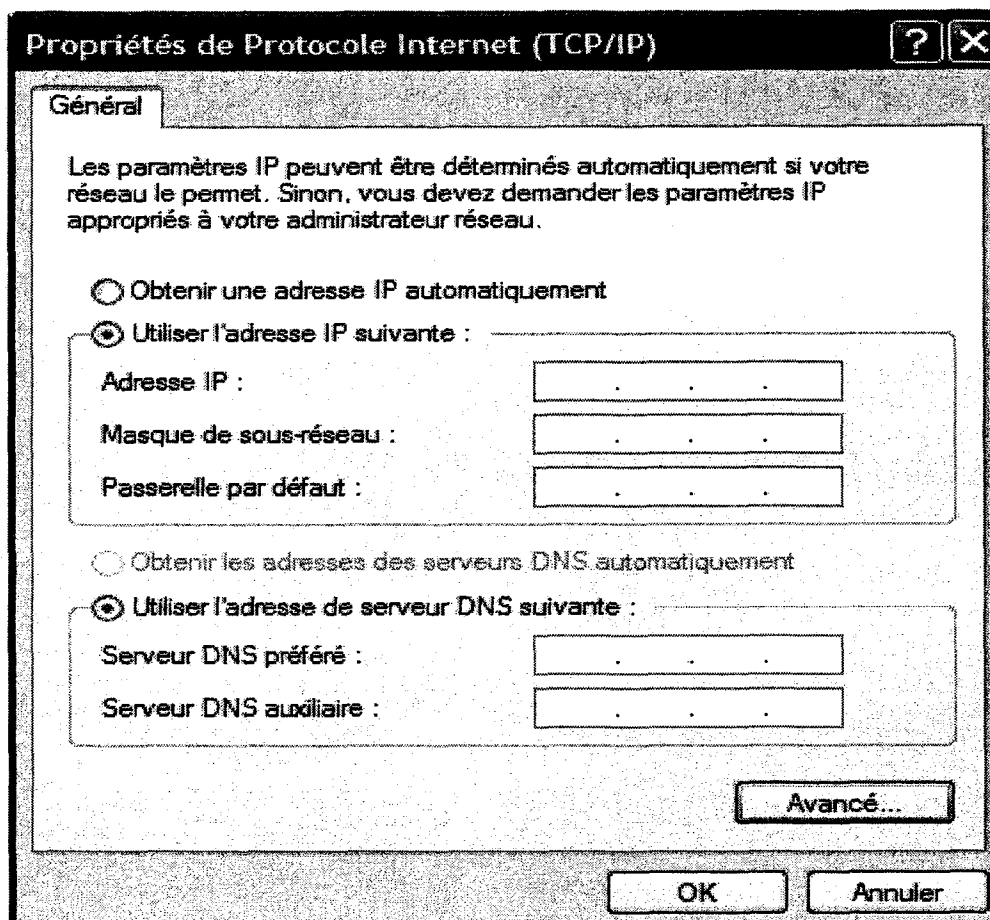 Propriétés de Protocole Internet (TCP/IP)
Général
Les paramètres IP peuvent être déterminés automatiquement si votre
réseau le permet. Sinon, vous devez demander les paramètres IP
appropriés à votre administrateur réseau.
Obtenir une adresse IP automatiquement
Utiliser l'adresse IP suivante :
Adresse IP :
Masque de sous-réseau :
Passerelle par défaut :
Obtenir les adresses des serveurs DNS automatiquement
Utiliser l'adresse de serveur DNS suivante :
Serveur DNS préféré :
Serveur DNS auxiliaire :
Avancé...
OK Annuler